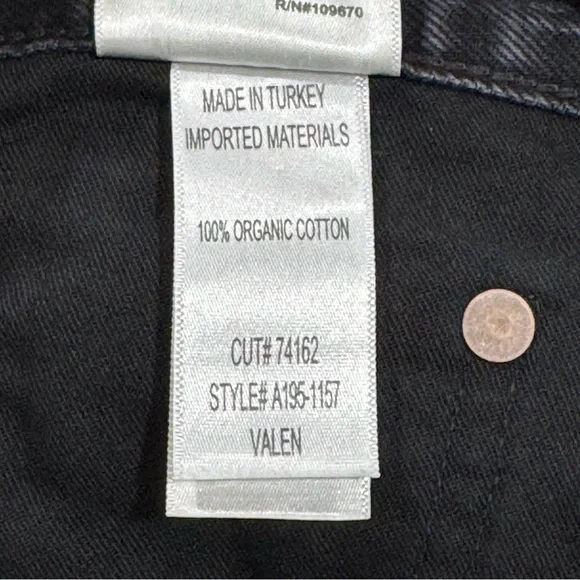 R/N#109670
MADE IN TURKEY
IMPORTED MATERIALS
100% ORGANIC COTTON
CUT# 74162
STYLE# A195-1157
VALEN